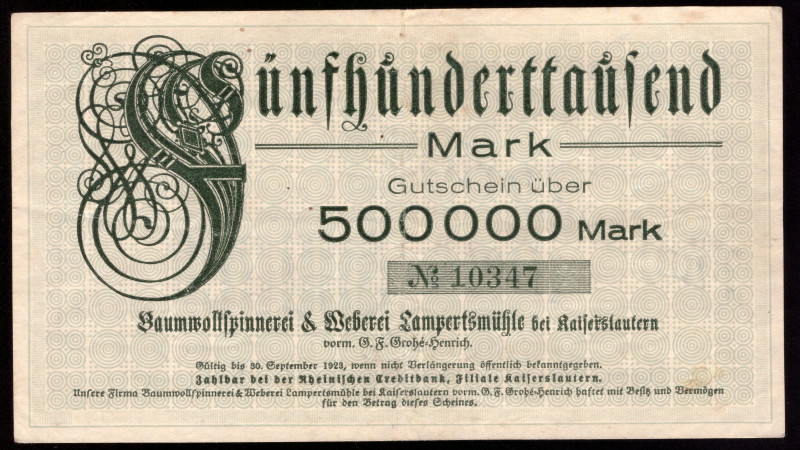 Fünfhunderttauſend
Mark
Gutschein über
500000 Mark
№ 10347
Baumwollſpinnerei & Weberei Lampertsmühle bei Kaiſerslautern
vorm. G. F. Grohé-Henrich.
Gültig bis 30. September 1923, wenn nicht Verlängerung öffentlich bekanntgegeben.
Zahlbar bei der Rheiniſchen Creditbank, Filiale Kaiſerslautern.
Unſere Firma Baumwollſpinnerei & Weberei Lampertsmühle bei Kaiſerslautern vorm. G. F. Grohé-Henrich haftet mit Beſitz und Vermögen
für den Betrag dieſes Scheines.